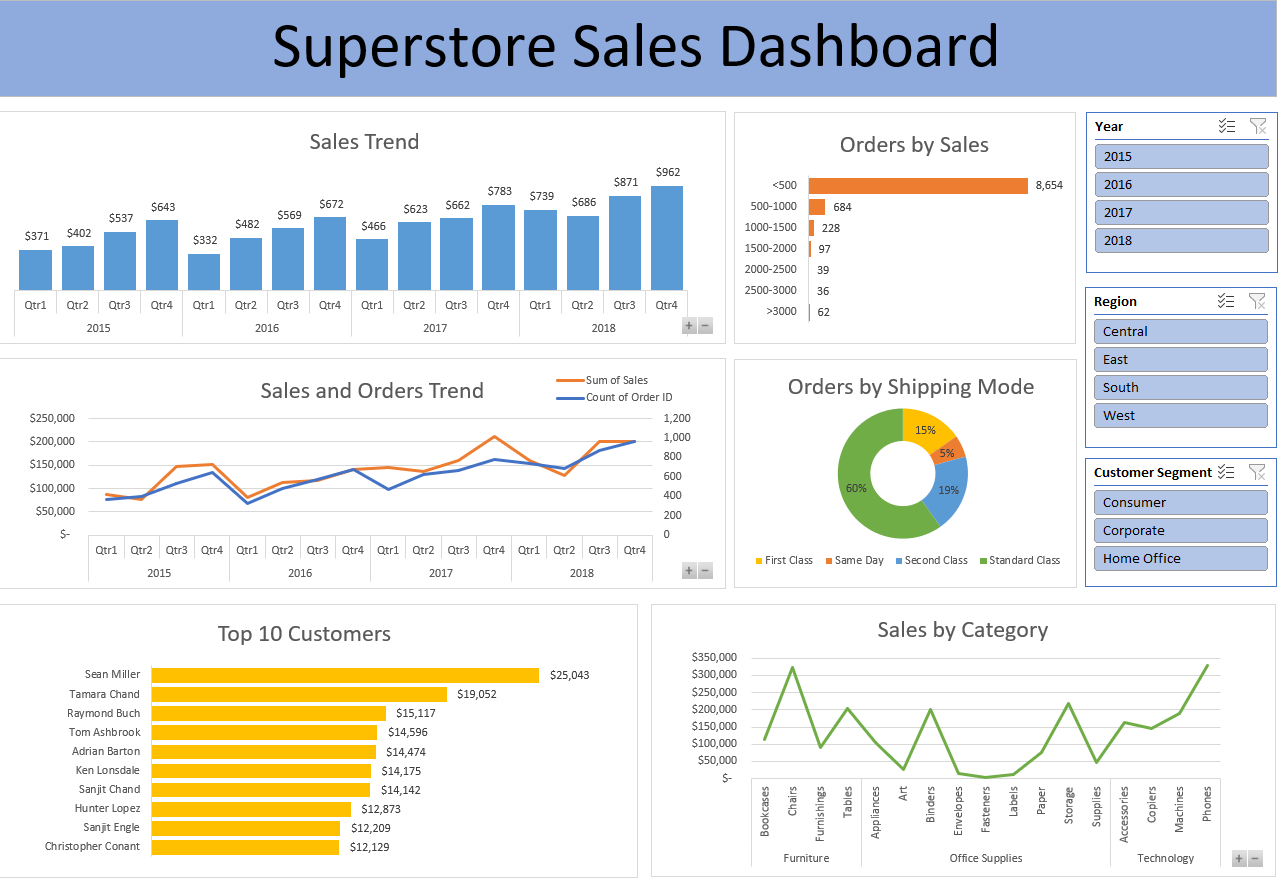 Superstore Sales Dashboard
Sales Trend
$371 $402 $537 $643 $332 $482 $569 $672 $466 $623 $662 $783 $739 $686 $871 $962
Qtr1 Qtr2 Qtr3 Qtr4 Qtr1 Qtr2 Qtr3 Qtr4 Qtr1 Qtr2 Qtr3 Qtr4 Qtr1 Qtr2 Qtr3 Qtr4
2015 2016 2017 2018
+ −
Orders by Sales
<500 8,654
500-1000 684
1000-1500 228
1500-2000 97
2000-2500 39
2500-3000 36
>3000 62
Year
2015
2016
2017
2018
Region
Central
East
South
West
Customer Segment
Consumer
Corporate
Home Office
Sales and Orders Trend
Sum of Sales
Count of Order ID
$250,000
$200,000
$150,000
$100,000
$50,000
$-
1,200
1,000
800
600
400
200
0
Qtr1 Qtr2 Qtr3 Qtr4 Qtr1 Qtr2 Qtr3 Qtr4 Qtr1 Qtr2 Qtr3 Qtr4 Qtr1 Qtr2 Qtr3 Qtr4
2015 2016 2017 2018
+ −
Orders by Shipping Mode
15%
5%
19%
60%
First Class Same Day Second Class Standard Class
Top 10 Customers
Sean Miller $25,043
Tamara Chand $19,052
Raymond Buch $15,117
Tom Ashbrook $14,596
Adrian Barton $14,474
Ken Lonsdale $14,175
Sanjit Chand $14,142
Hunter Lopez $12,873
Sanjit Engle $12,209
Christopher Conant $12,129
Sales by Category
$350,000
$300,000
$250,000
$200,000
$150,000
$100,000
$50,000
$-
Bookcases
Chairs
Furnishings
Tables
Appliances
Art
Binders
Envelopes
Fasteners
Labels
Paper
Storage
Supplies
Accessories
Copiers
Machines
Phones
Furniture Office Supplies Technology
+ −